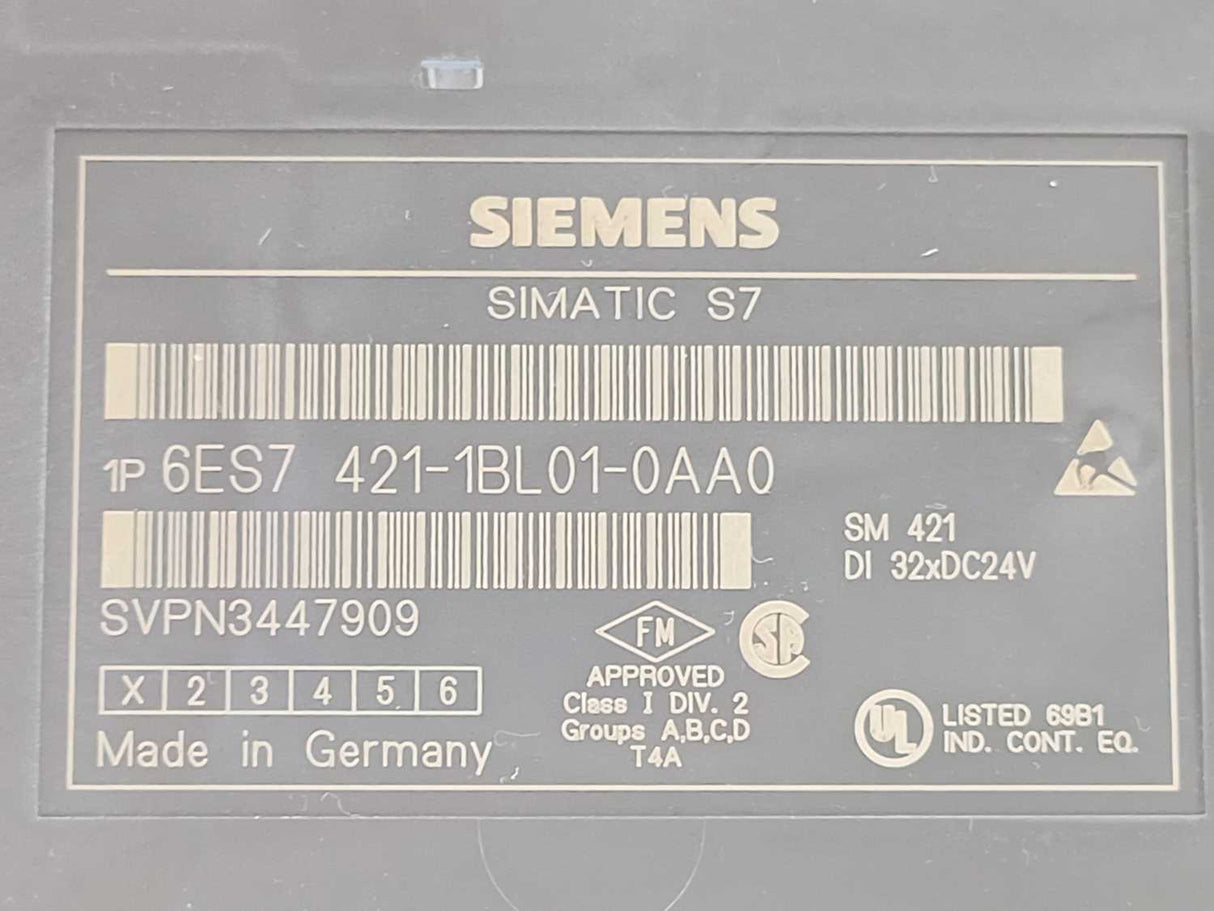 SIEMENS
SIMATIC S7
1P 6ES7 421-1BL01-0AA0
SM 421
DI 32xDC24V
SVPN3447909
FM
SA
APPROVED
Class I DIV. 2
Groups A,B,C,D
T4A
X 2 3 4 5 6
Made in Germany
UL
LISTED 69B1
IND. CONT. EQ.